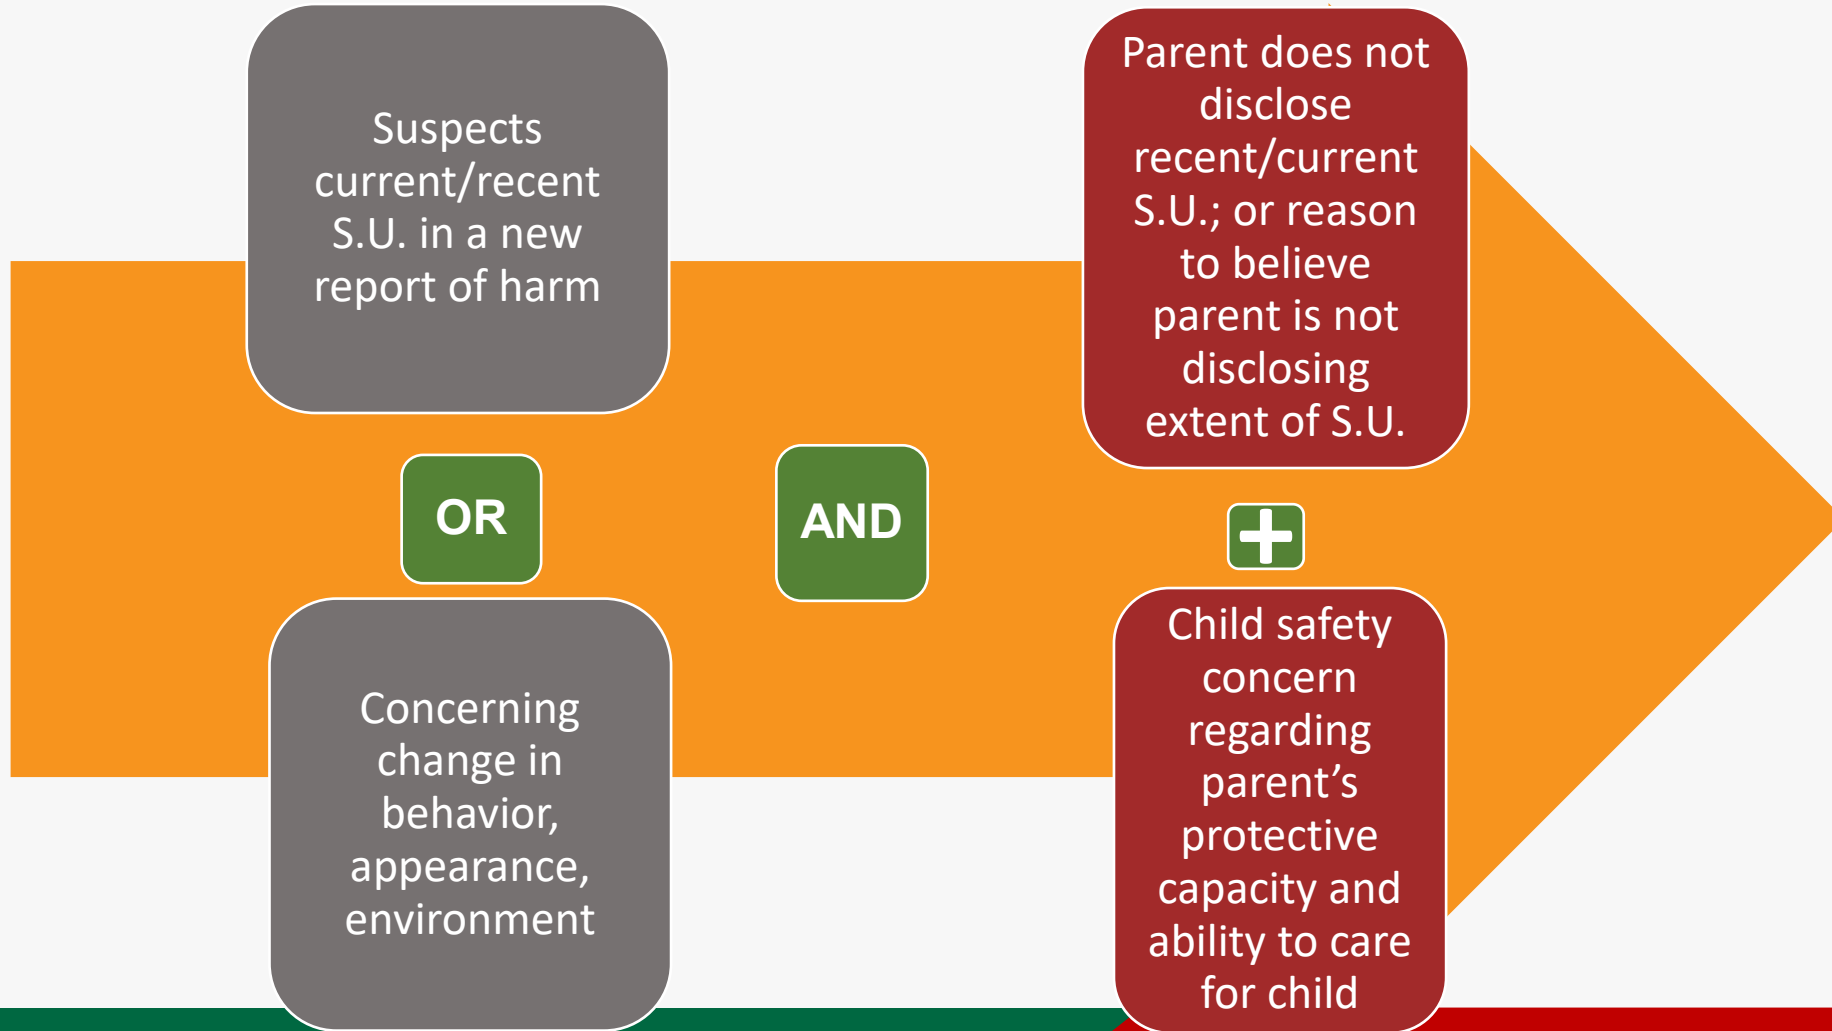 Suspects
current/recent
S.U. in a new
report of harm
OR
Concerning
change in
behavior,
appearance,
environment
AND
Parent does not
disclose
recent/current
S.U.; or reason
to believe
parent is not
disclosing
extent of S.U.
+
Child safety
concern
regarding
parent’s
protective
capacity and
ability to care
for child